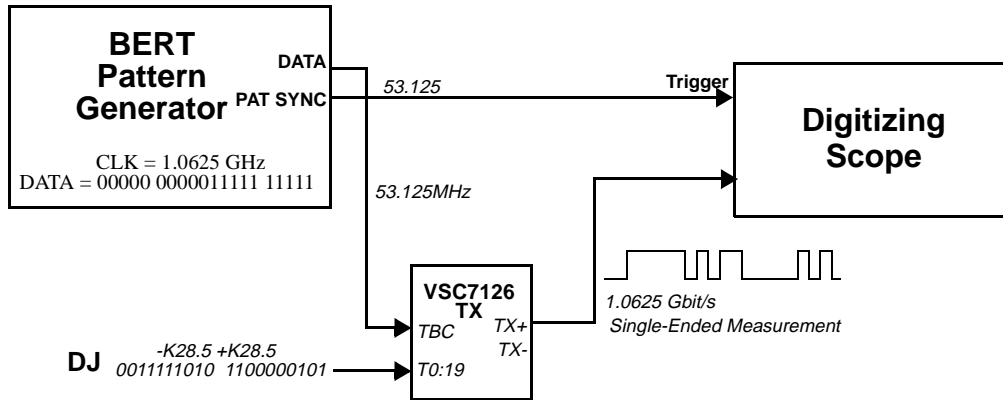 BERT
Pattern
Generator
DATA
PAT SYNC
CLK = 1.0625 GHz
DATA = 00000 0000011111 11111
53.125
Trigger
Digitizing
Scope
53.125MHz
VSC7126
TX
TBC
TX+
TX-
T0:19
1.0625 Gbit/s
Single-Ended Measurement
DJ
-K28.5 +K28.5
0011111010 1100000101